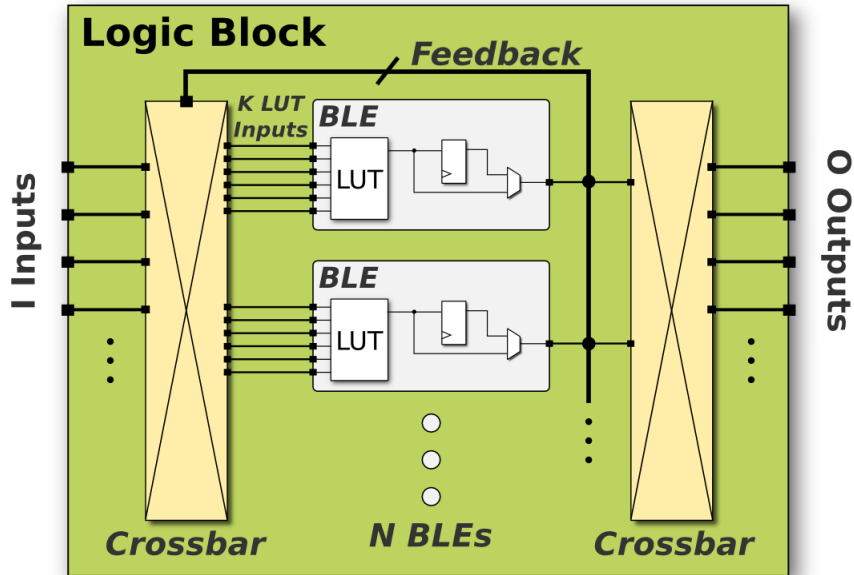 Logic Block
Feedback
K LUT
Inputs
BLE
LUT
I Inputs
O Outputs
BLE
LUT
N BLEs
Crossbar
Crossbar